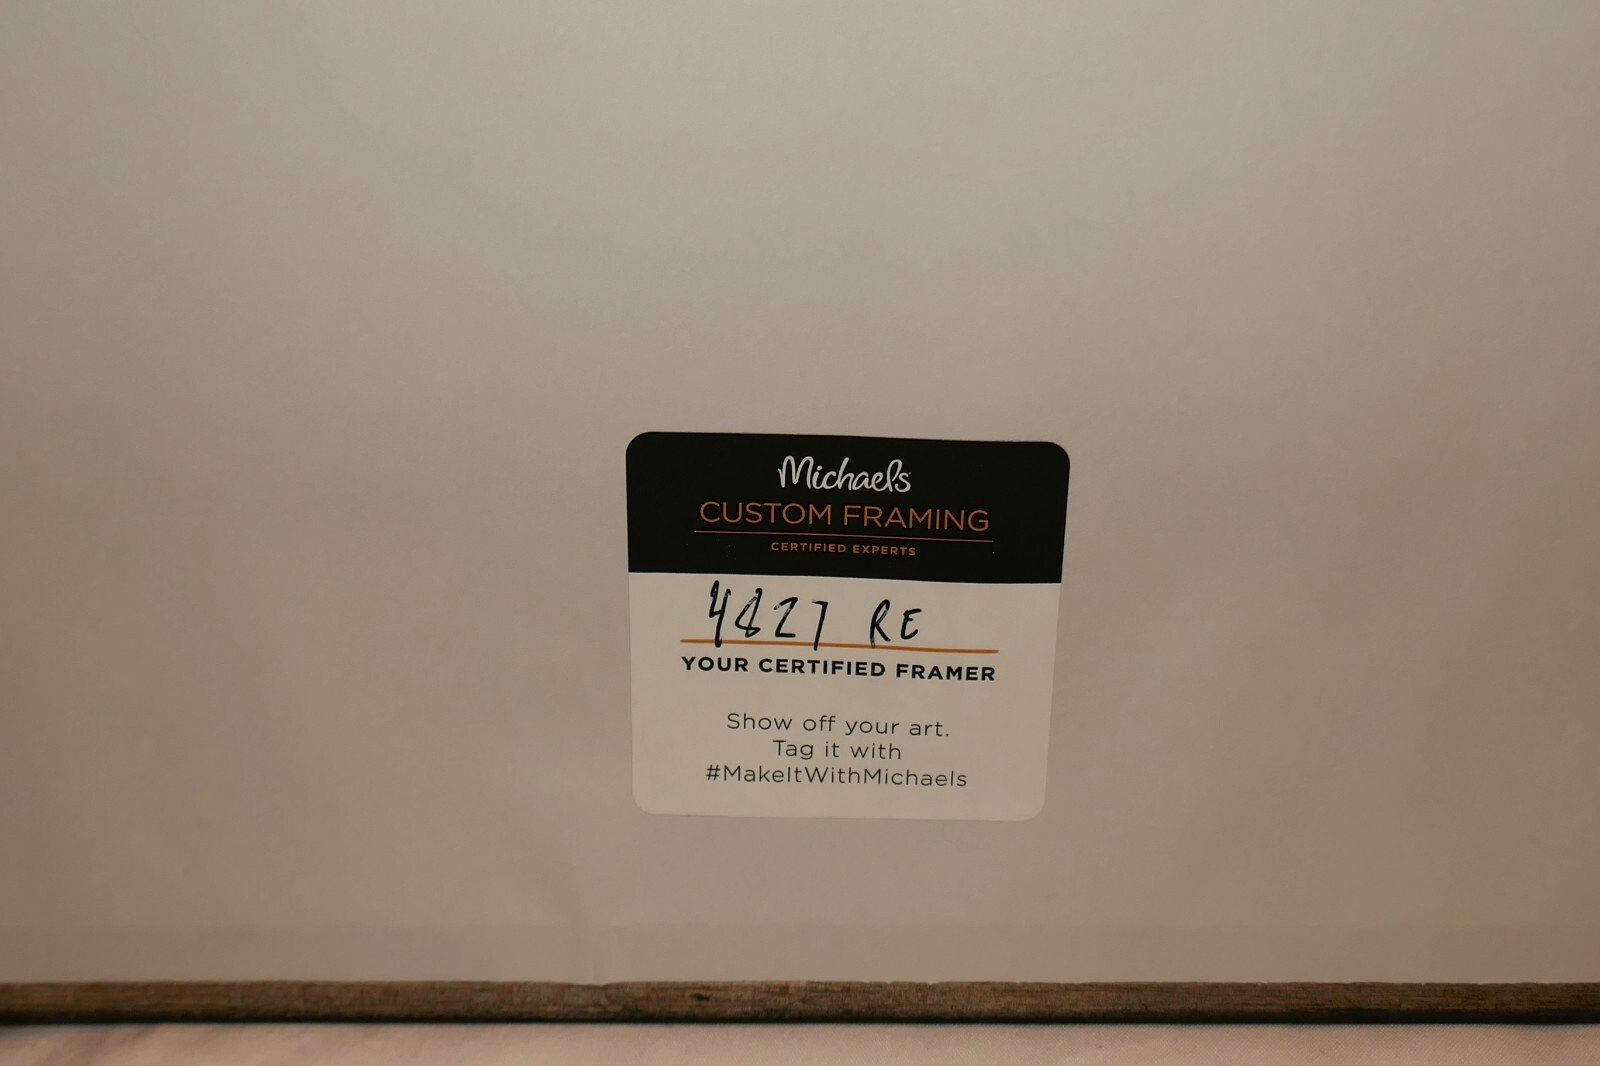 Michaels
CUSTOM FRAMING
CERTIFIED EXPERTS
4827 RE
YOUR CERTIFIED FRAMER
Show off your art.
Tag it with
#MakeItWithMichaels